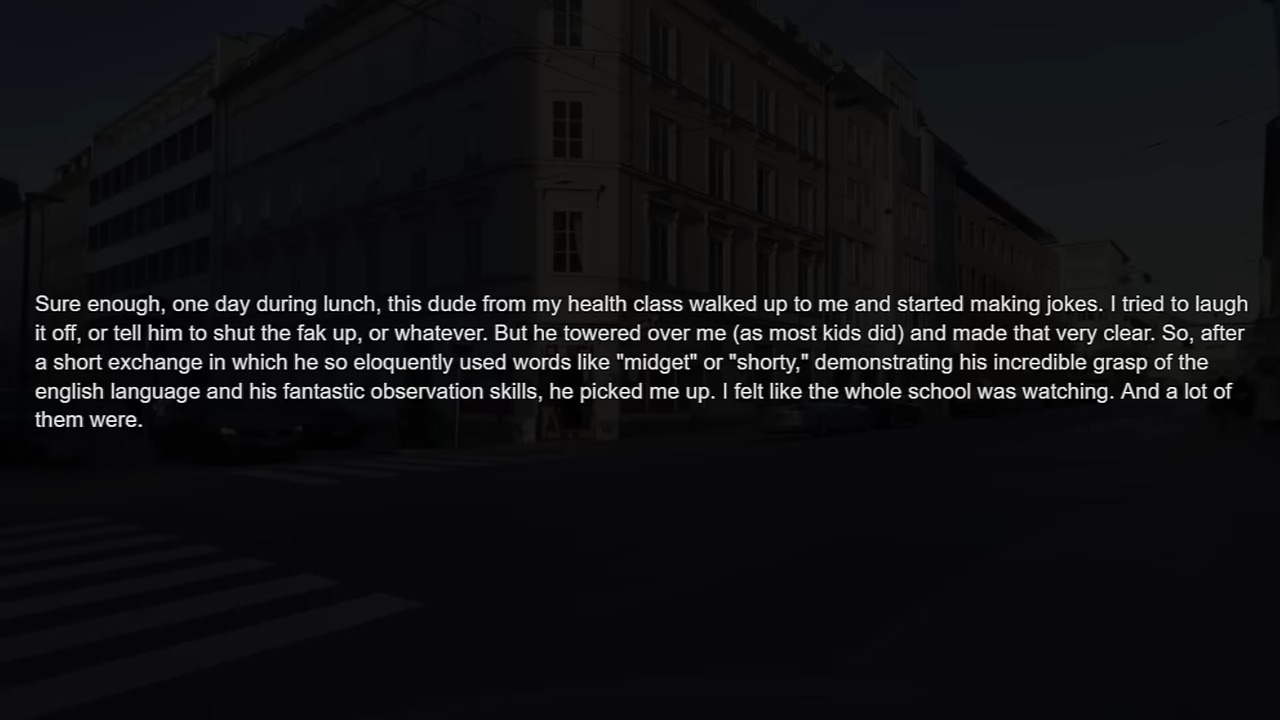 Sure enough, one day during lunch, this dude from my health class walked up to me and started making jokes. I tried to laugh
it off, or tell him to shut the fak up, or whatever. But he towered over me (as most kids did) and made that very clear. So, after
a short exchange in which he so eloquently used words like "midget" or "shorty," demonstrating his incredible grasp of the
english language and his fantastic observation skills, he picked me up. I felt like the whole school was watching. And a lot of
them were.